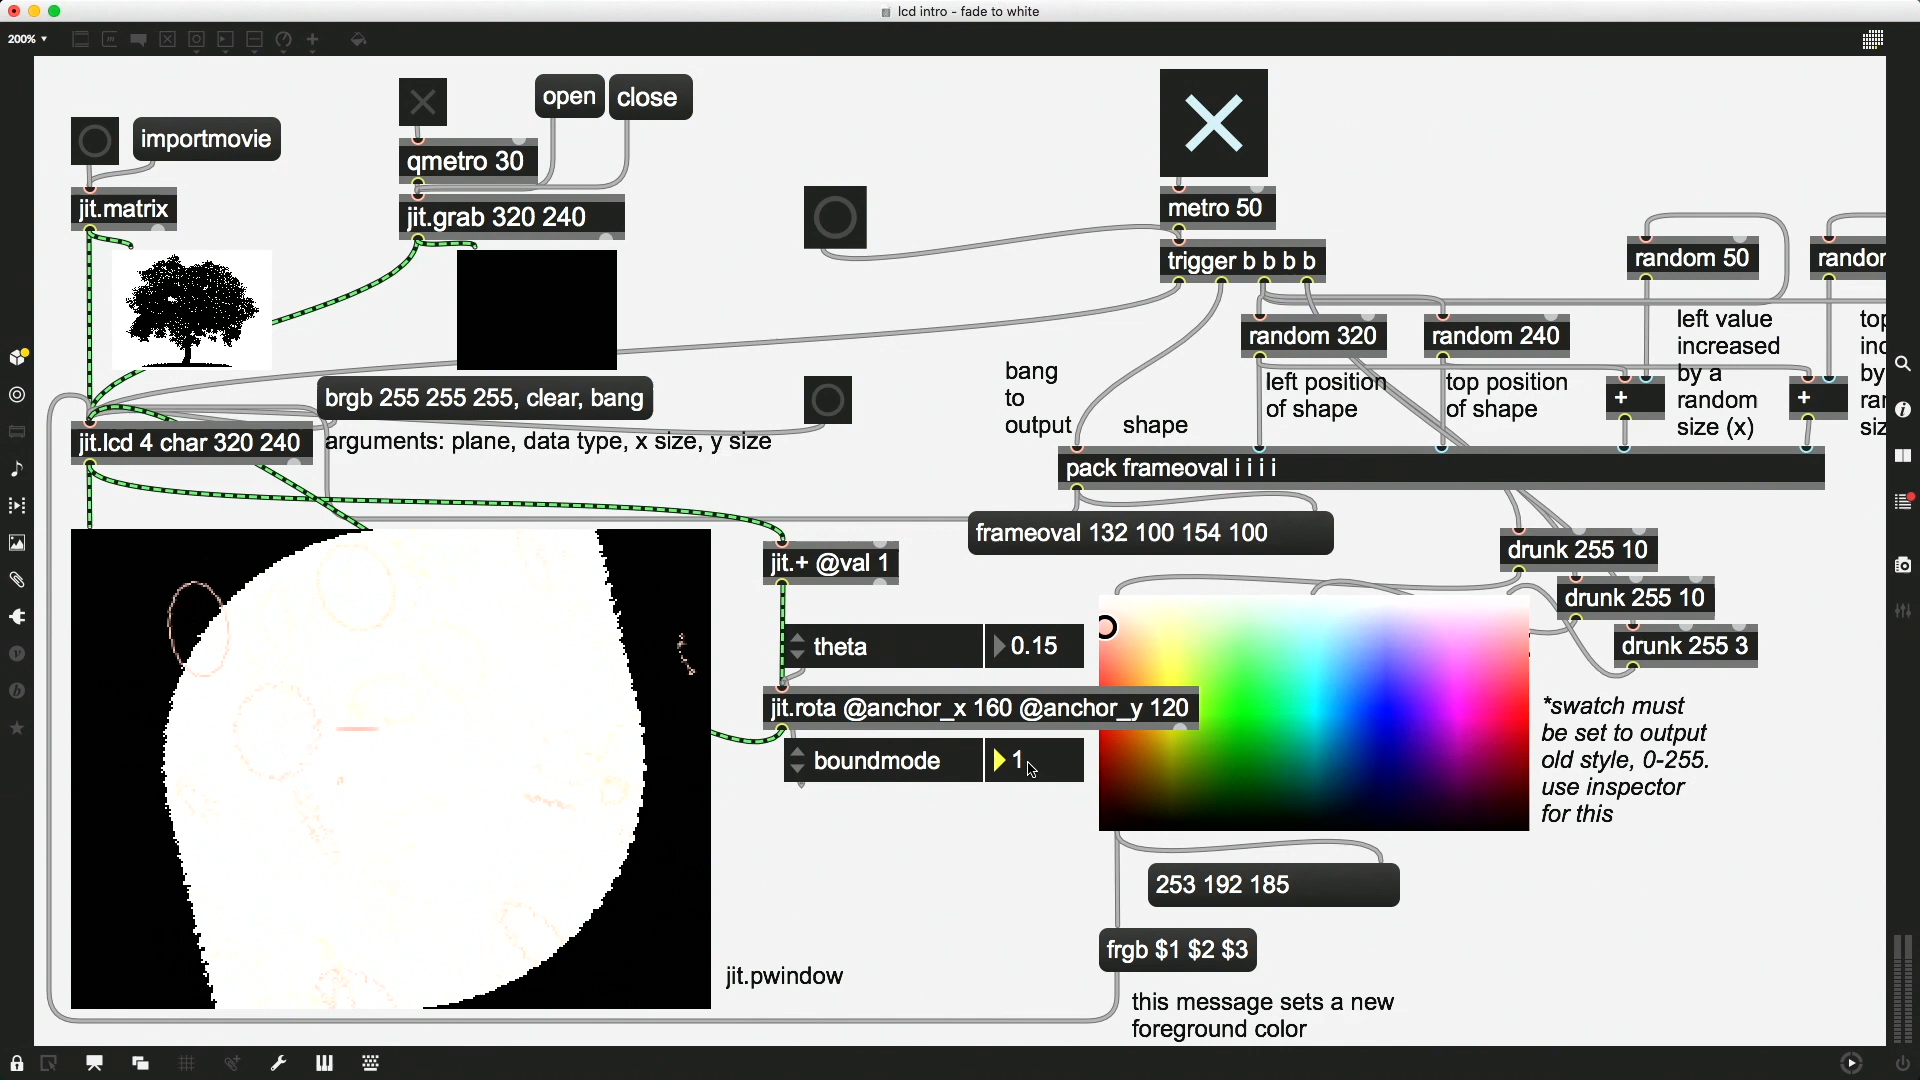 lcd intro - fade to white
200%
open
close
importmovie
qmetro 30
jit.matrix
jit.grab 320 240
metro 50
trigger b b b b
random 50
random 320
random 240
left value
increased
by a
random
size (x)
bang
to
output
shape
left position
of shape
top position
of shape
+
+
brgb 255 255 255, clear, bang
jit.lcd 4 char 320 240
arguments: plane, data type, x size, y size
pack frameoval i i i i
frameoval 132 100 154 100
jit.+ @val 1
drunk 255 10
drunk 255 10
drunk 255 3
theta
0.15
jit.rota @anchor_x 160 @anchor_y 120
boundmode
1
*swatch must
be set to output
old style, 0-255.
use inspector
for this
253 192 185
frgb $1 $2 $3
jit.pwindow
this message sets a new
foreground color